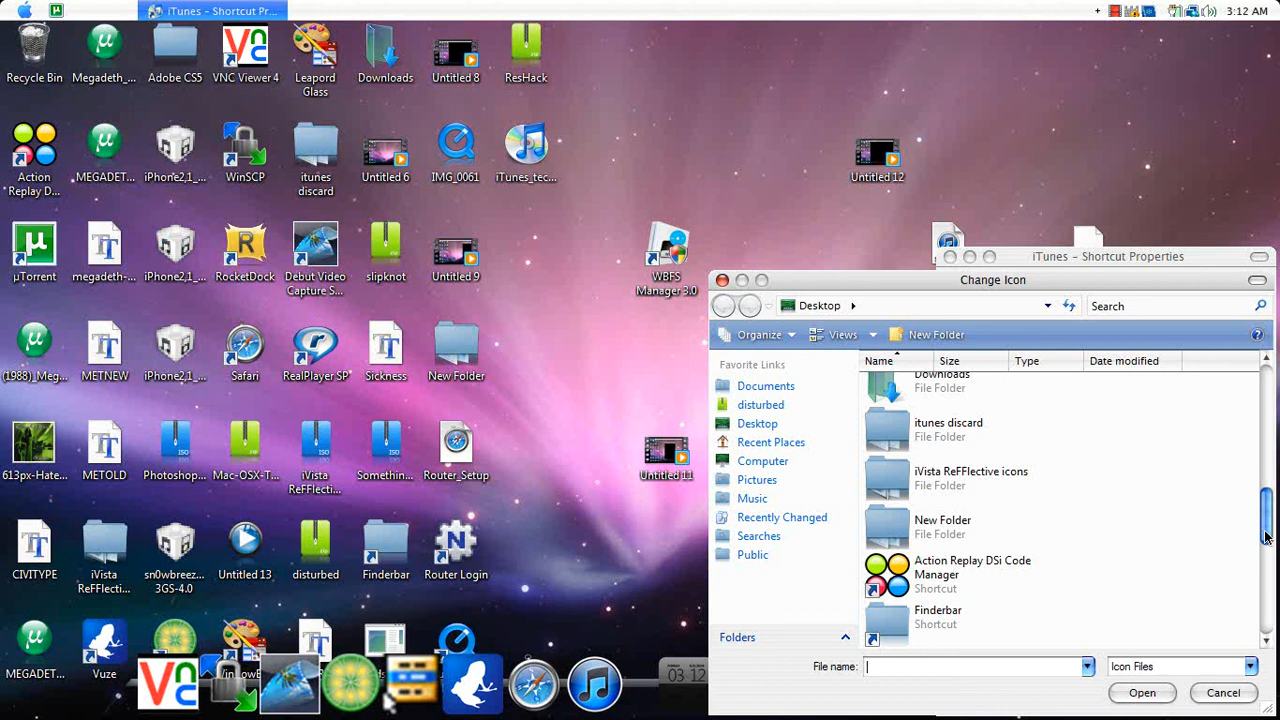 iTunes - Shortcut Pr...
3:12 AM
Recycle Bin
Megadeth_...
Adobe CS5
VNC Viewer 4
Leapord Glass
Downloads
Untitled 8
ResHack
Action Replay D...
MEGADET...
iPhone2,1_...
WinSCP
itunes discard
Untitled 6
IMG_0061
iTunes_tec...
Untitled 12
µTorrent
megadeth-...
iPhone2,1_...
RocketDock
Debut Video Capture S...
slipknot
Untitled 9
WBFS Manager 3.0
(1988)_Meg...
METNEW
iPhone2,1_...
Safari
RealPlayer SP
Sickness
New Folder
613px-Hate...
METOLD
Photoshop...
Mac-OSX-T...
iVista ReFFlecti...
Somethin...
Router_Setup
Untitled 11
CIVITYPE
iVista ReFFlecti...
sn0wbreez... 3GS-4.0
Untitled 13
disturbed
Finderbar
Router Login
MEGADET...
Vuze
03 12
iTunes - Shortcut Properties
Change Icon
Desktop
Search
Organize
Views
New Folder
Favorite Links
Documents
disturbed
Desktop
Recent Places
Computer
Pictures
Music
Recently Changed
Searches
Public
Folders
Name
Size
Type
Date modified
Downloads
File Folder
itunes discard
File Folder
iVista ReFFlective icons
File Folder
New Folder
File Folder
Action Replay DSi Code
Manager
Shortcut
Finderbar
Shortcut
File name:
Icon Files
Open
Cancel